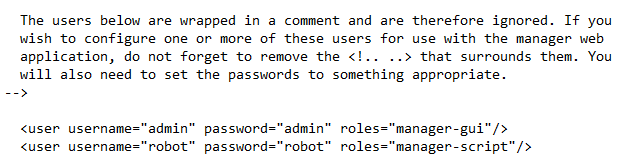 The users below are wrapped in a comment and are therefore ignored. If you
wish to configure one or more of these users for use with the manager web
application, do not forget to remove the <!.. ..> that surrounds them. You
will also need to set the passwords to something appropriate.
-->
<user username="admin" password="admin" roles="manager-gui"/>
<user username="robot" password="robot" roles="manager-script"/>